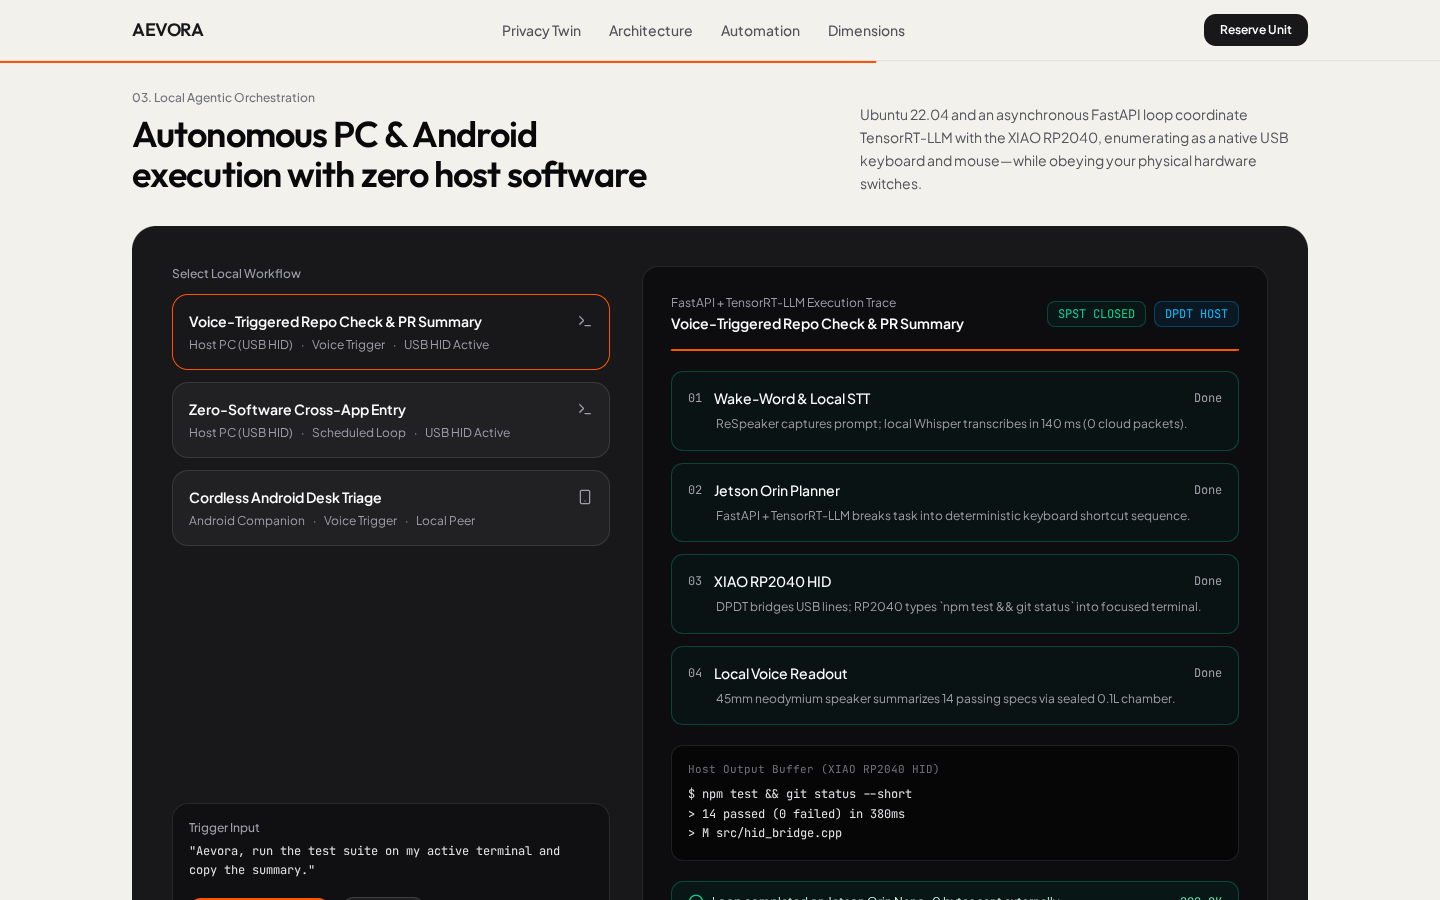 AEVORA
Privacy Twin
Architecture
Automation
Dimensions
Reserve Unit
03. Local Agentic Orchestration
Autonomous PC & Android
execution with zero host software
Ubuntu 22.04 and an asynchronous FastAPI loop coordinate
TensorRT-LLM with the XIAO RP2040, enumerating as a native USB
keyboard and mouse—while obeying your physical hardware
switches.
Select Local Workflow
Voice-Triggered Repo Check & PR Summary
Host PC (USB HID) · Voice Trigger · USB HID Active
Zero-Software Cross-App Entry
Host PC (USB HID) · Scheduled Loop · USB HID Active
Cordless Android Desk Triage
Android Companion · Voice Trigger · Local Peer
Trigger Input
"Aevora, run the test suite on my active terminal and
copy the summary."
FastAPI + TensorRT-LLM Execution Trace
Voice-Triggered Repo Check & PR Summary
SPST CLOSED
DPDT HOST
01 Wake-Word & Local STT Done
ReSpeaker captures prompt; local Whisper transcribes in 140 ms (0 cloud packets).
02 Jetson Orin Planner Done
FastAPI + TensorRT-LLM breaks task into deterministic keyboard shortcut sequence.
03 XIAO RP2040 HID Done
DPDT bridges USB lines; RP2040 types `npm test && git status` into focused terminal.
04 Local Voice Readout Done
45mm neodymium speaker summarizes 14 passing specs via sealed 0.1L chamber.
Host Output Buffer (XIAO RP2040 HID)
$ npm test && git status --short
> 14 passed (0 failed) in 380ms
> M src/hid_bridge.cpp